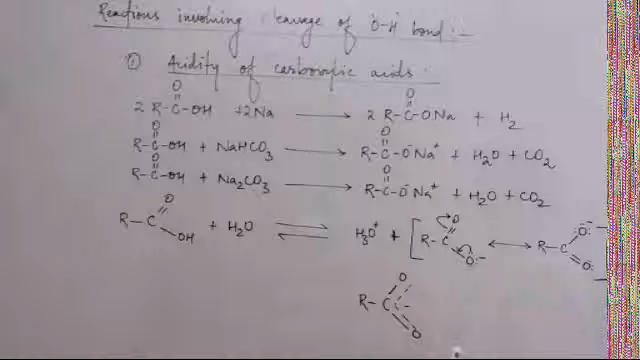 Reactions involving cleavage of 'O-H' bond :-
① Acidity of carboxylic acids :
2 R-C(=O)-OH + 2Na ⟶ 2 R-C(=O)-ONa + H₂
R-C(=O)-OH + NaHCO₃ ⟶ R-C(=O)-O⁻Na⁺ + H₂O + CO₂
R-C(=O)-OH + Na₂CO₃ ⟶ R-C(=O)-O⁻Na⁺ + H₂O + CO₂
R-C(=O)-OH + H₂O ⇌ H₃O⁺ + [R-C(=O)-O:⁻ ⟷ R-C(-O:⁻)=O:
R-C O O